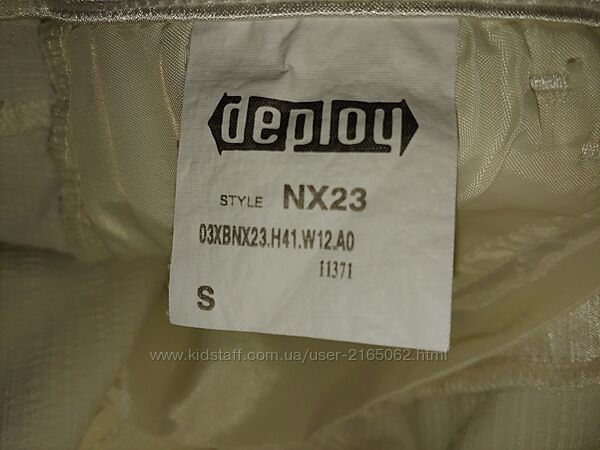 deploy
STYLE NX23
03XBNX23.H41.W12.A0
11371
S
www.kidstaff.com.ua/user-2165062.html